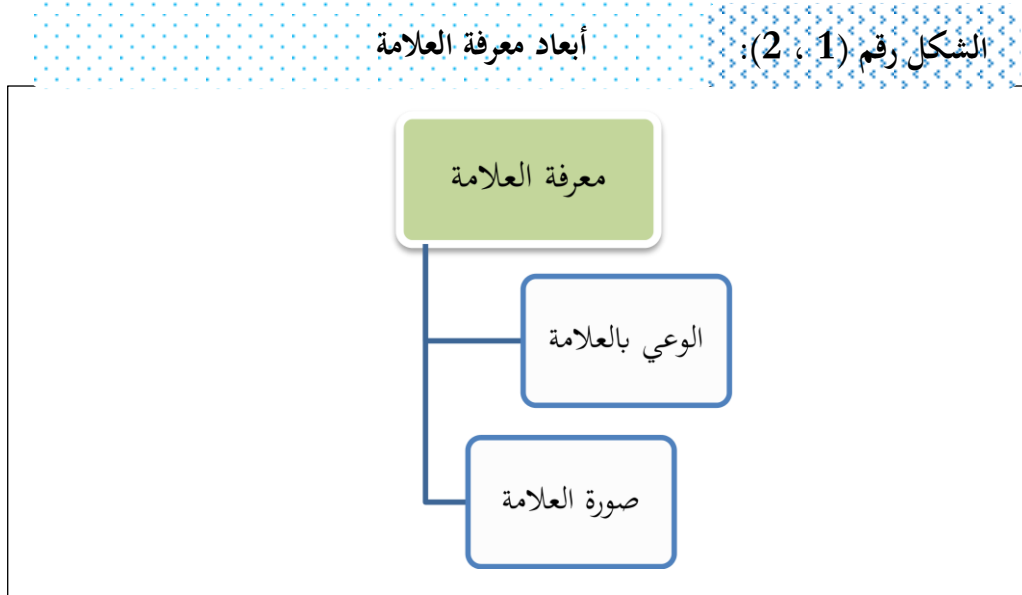 الشكل رقم (1 ، 2): أبعاد معرفة العلامة
معرفة العلامة
الوعي بالعلامة
صورة العلامة